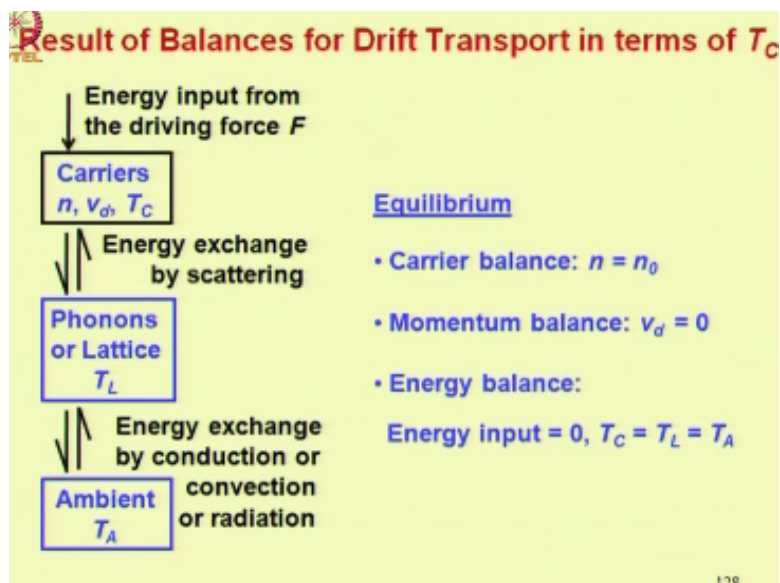 Result of Balances for Drift Transport in terms of T_C
Energy input from
the driving force F
Carriers
n, v_d, T_C
Energy exchange
by scattering
Phonons
or Lattice
T_L
Energy exchange
by conduction or
convection
or radiation
Ambient
T_A
Equilibrium
• Carrier balance: n = n_0
• Momentum balance: v_d = 0
• Energy balance:
Energy input = 0, T_C = T_L = T_A
128